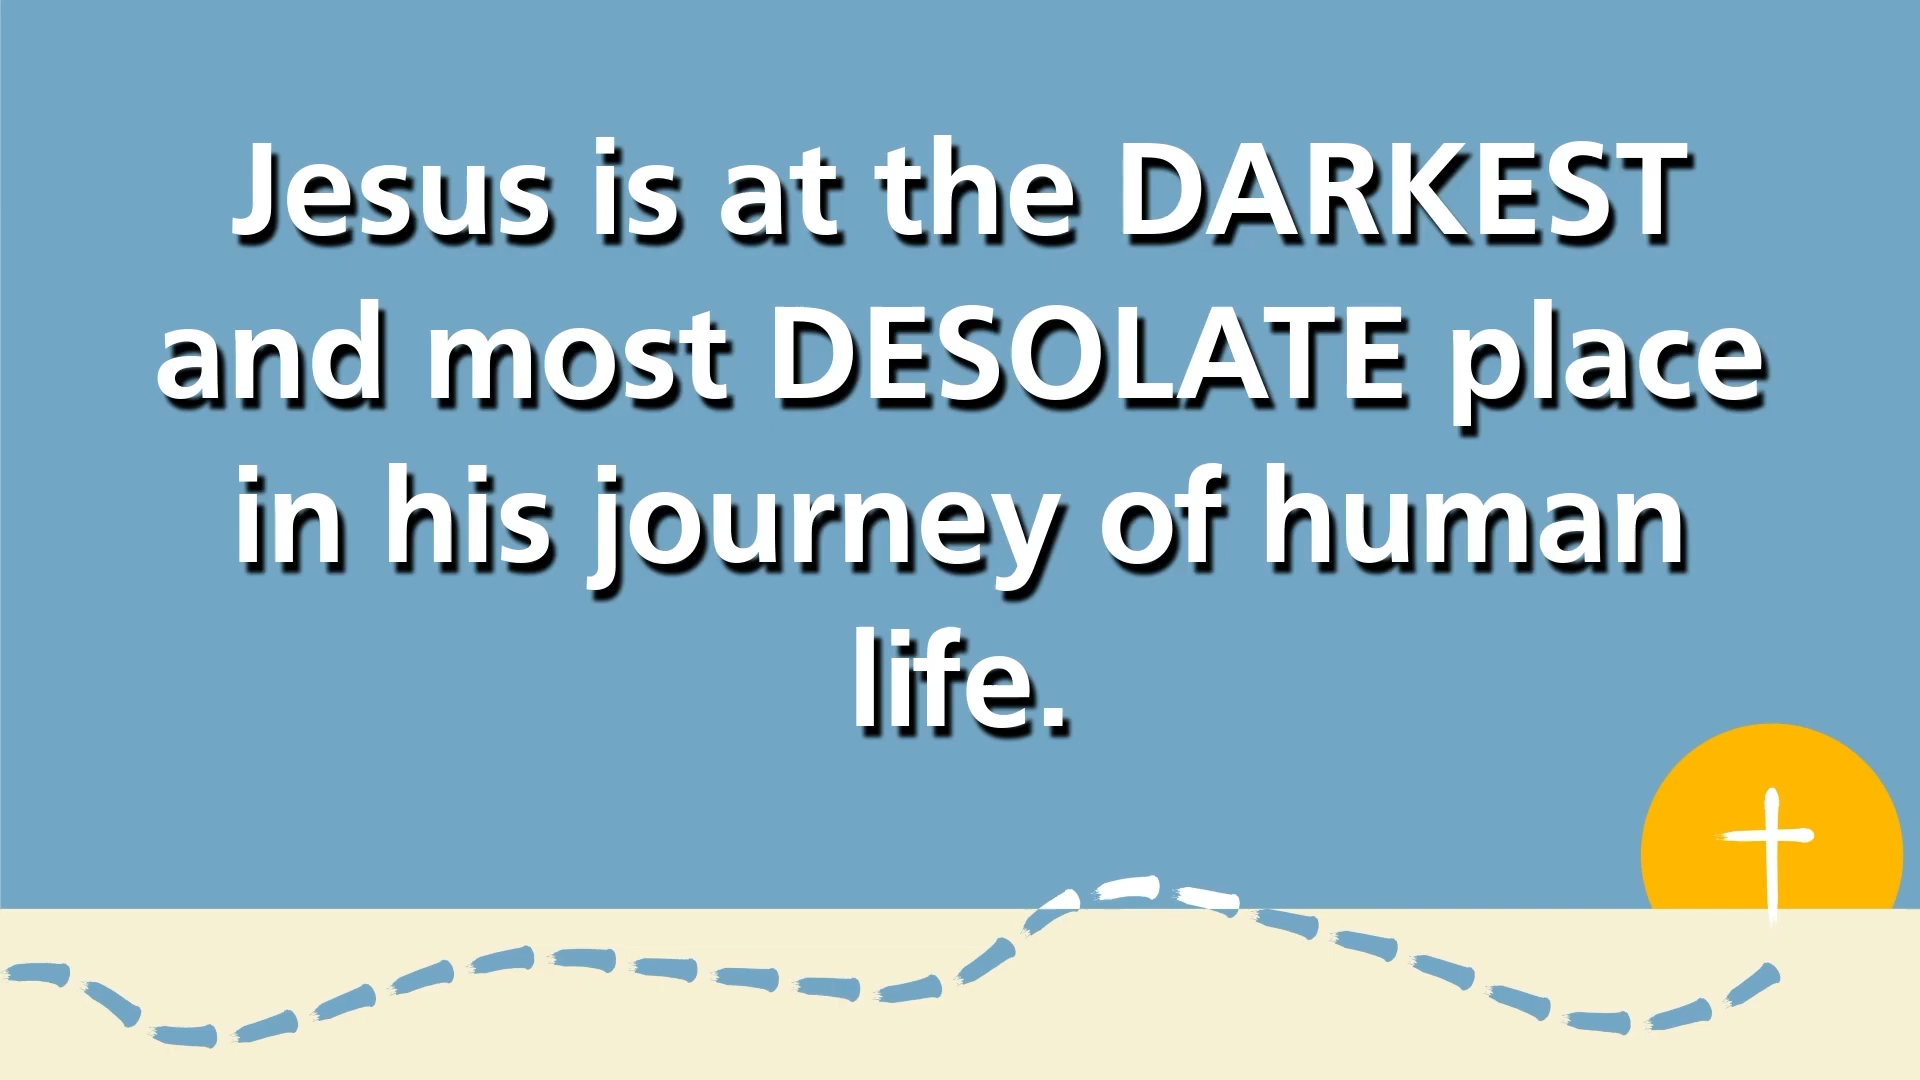 Jesus is at the DARKEST
and most DESOLATE place
in his journey of human
life.